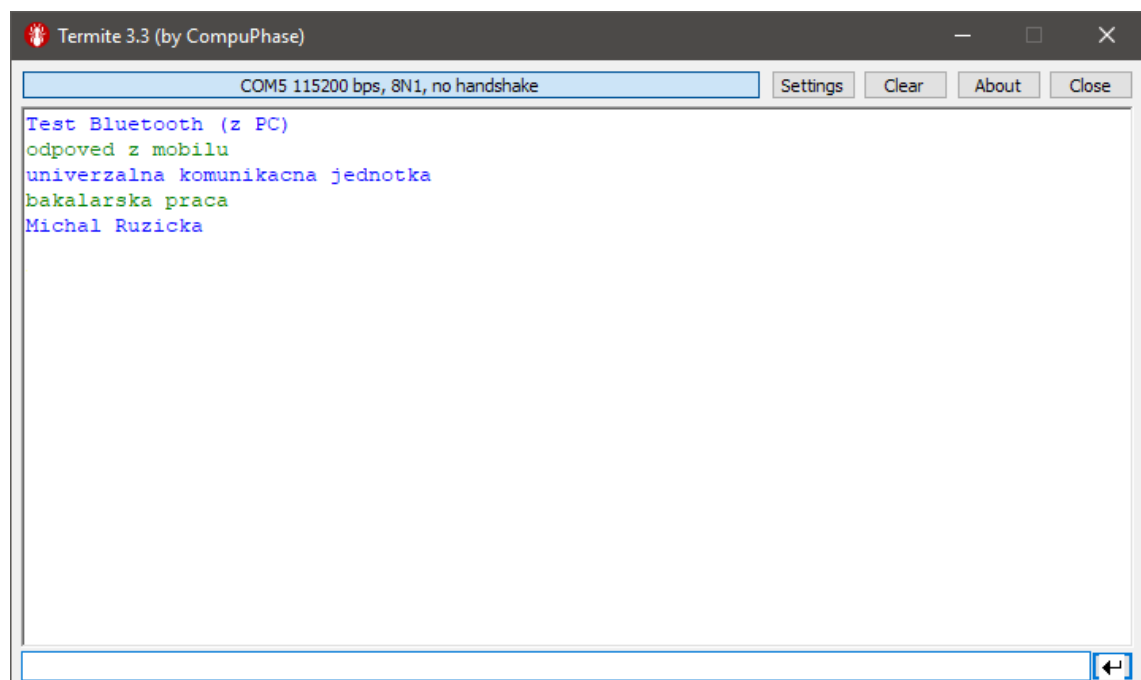 Termite 3.3 (by CompuPhase)
COM5 115200 bps, 8N1, no handshake
Settings
Clear
About
Close
Test Bluetooth (z PC)
odpoved z mobilu
univerzalna komunikacna jednotka
bakalarska praca
Michal Ruzicka